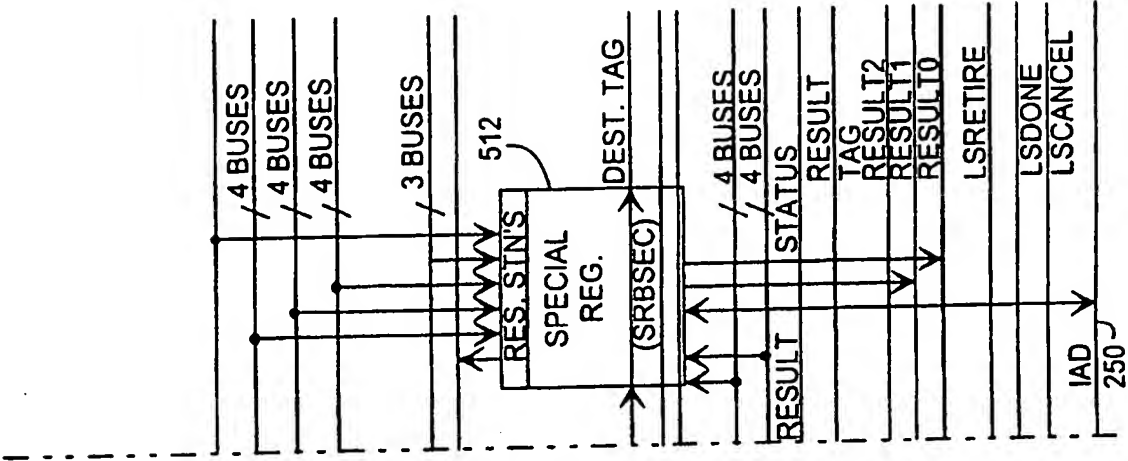 4 BUSES
4 BUSES
4 BUSES
3 BUSES
512
RES. STN'S
SPECIAL
REG.
DEST. TAG
(SRBSEC)
4 BUSES
4 BUSES
RESULT STATUS
RESULT
TAG
RESULT2
RESULT1
RESULT0
LSRETIRE
LSDONE
LSCANCEL
IAD
250